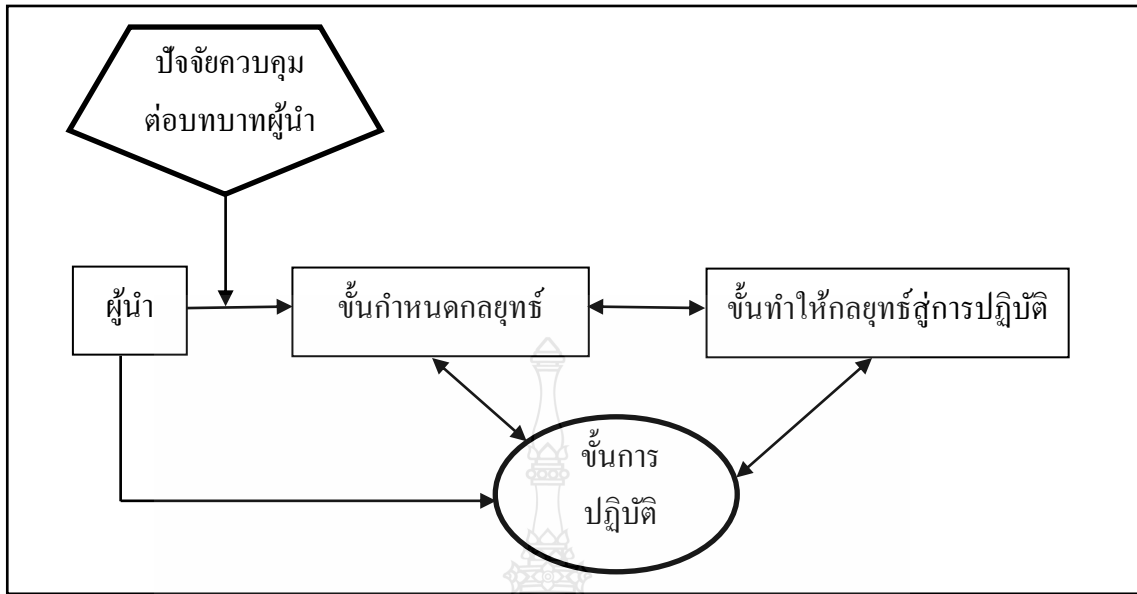 ปัจจัยควบคุม
ต่อบทบาทผู้นำ
ผู้นำ
ขั้นกำหนดกลยุทธ์
ขั้นทำให้กลยุทธ์สู่การปฏิบัติ
ขั้นการ
ปฏิบัติ